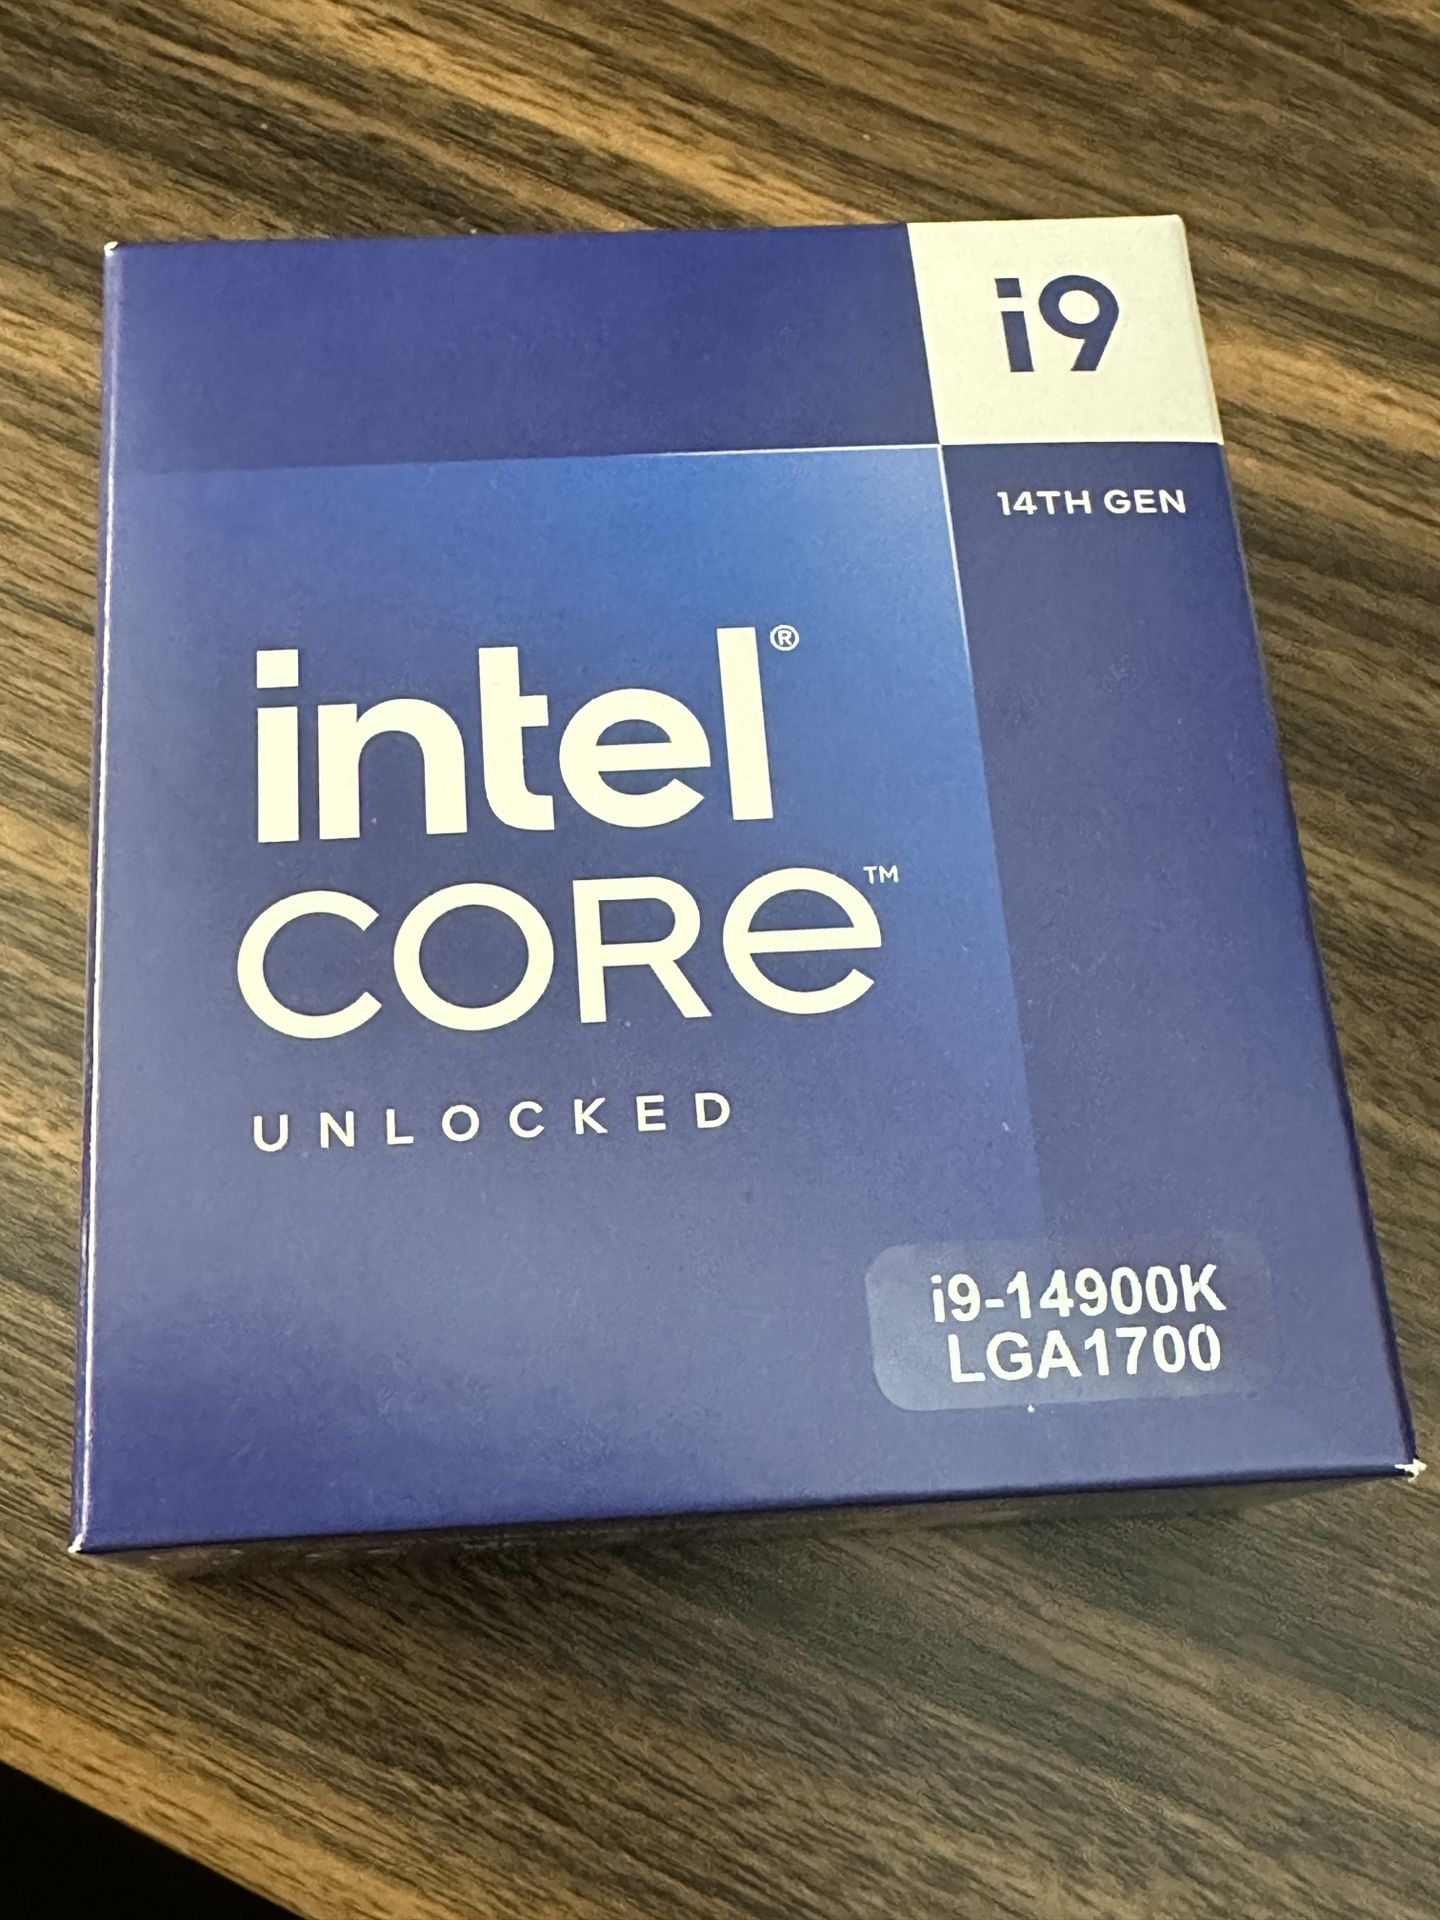 i9
14TH GEN
intel®
CORe™
UNLOCKED
i9-14900K
LGA1700